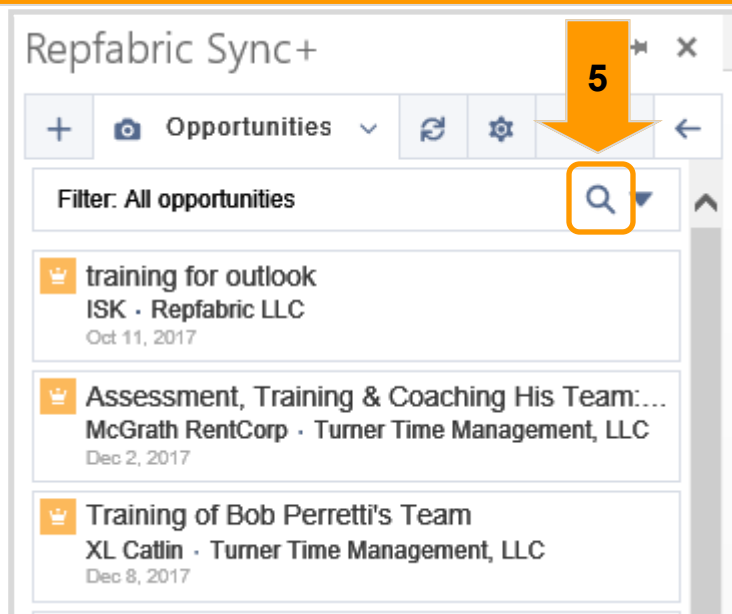 Repfabric Sync+
5
Opportunities
Filter: All opportunities
training for outlook
ISK · Repfabric LLC
Oct 11, 2017
Assessment, Training & Coaching His Team:...
McGrath RentCorp · Turner Time Management, LLC
Dec 2, 2017
Training of Bob Perretti's Team
XL Catlin · Turner Time Management, LLC
Dec 8, 2017